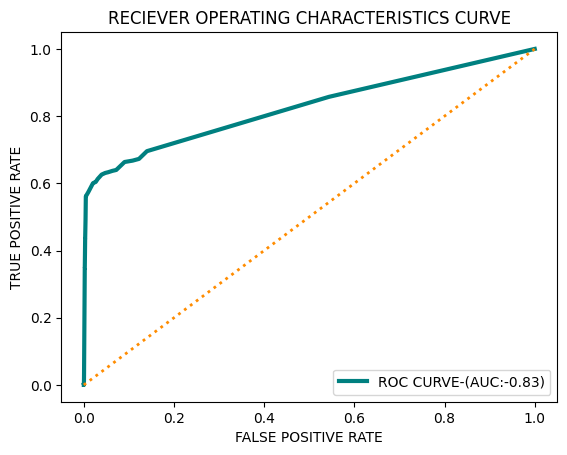 RECIEVER OPERATING CHARACTERISTICS CURVE
1.0
0.8
0.6
0.4
0.2
0.0
TRUE POSITIVE RATE
ROC CURVE-(AUC:-0.83)
0.0 0.2 0.4 0.6 0.8 1.0
FALSE POSITIVE RATE